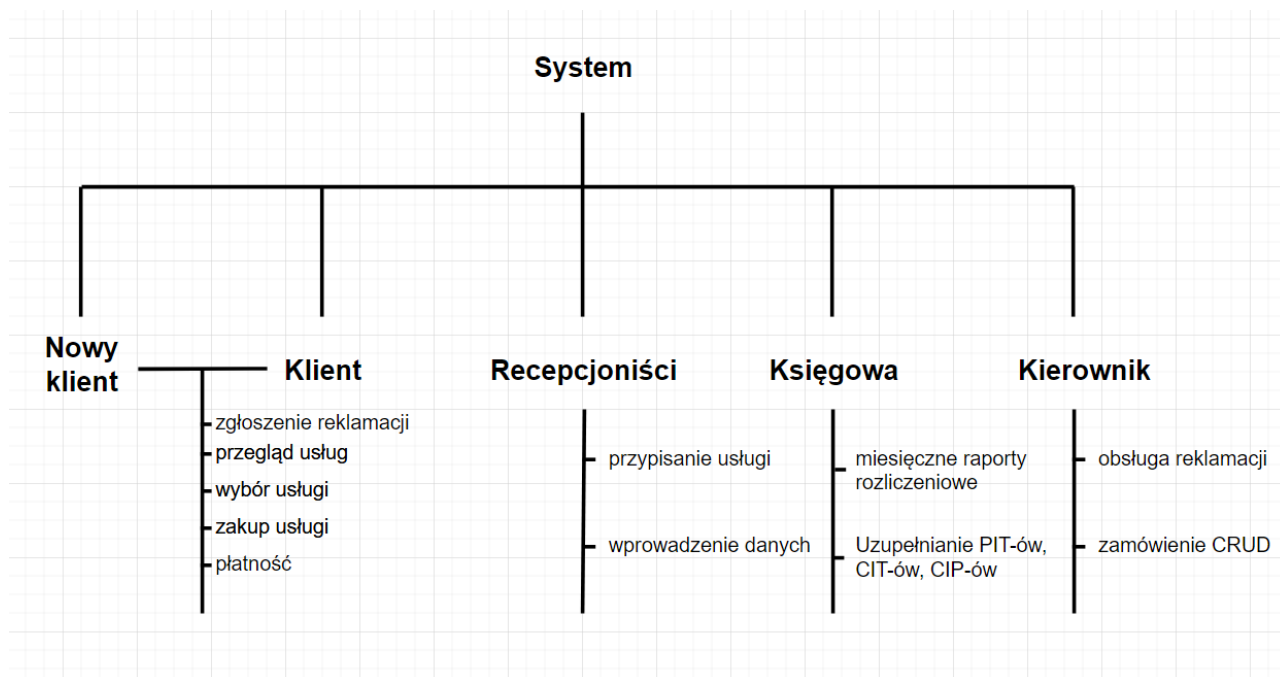 System
Nowy
klient
Klient
Recepcjoniści
Księgowa
Kierownik
zgłoszenie reklamacji
przegląd usług
wybór usługi
zakup usługi
płatność
przypisanie usługi
wprowadzenie danych
miesięczne raporty
rozliczeniowe
Uzupełnianie PIT-ów,
CIT-ów, CIP-ów
obsługa reklamacji
zamówienie CRUD